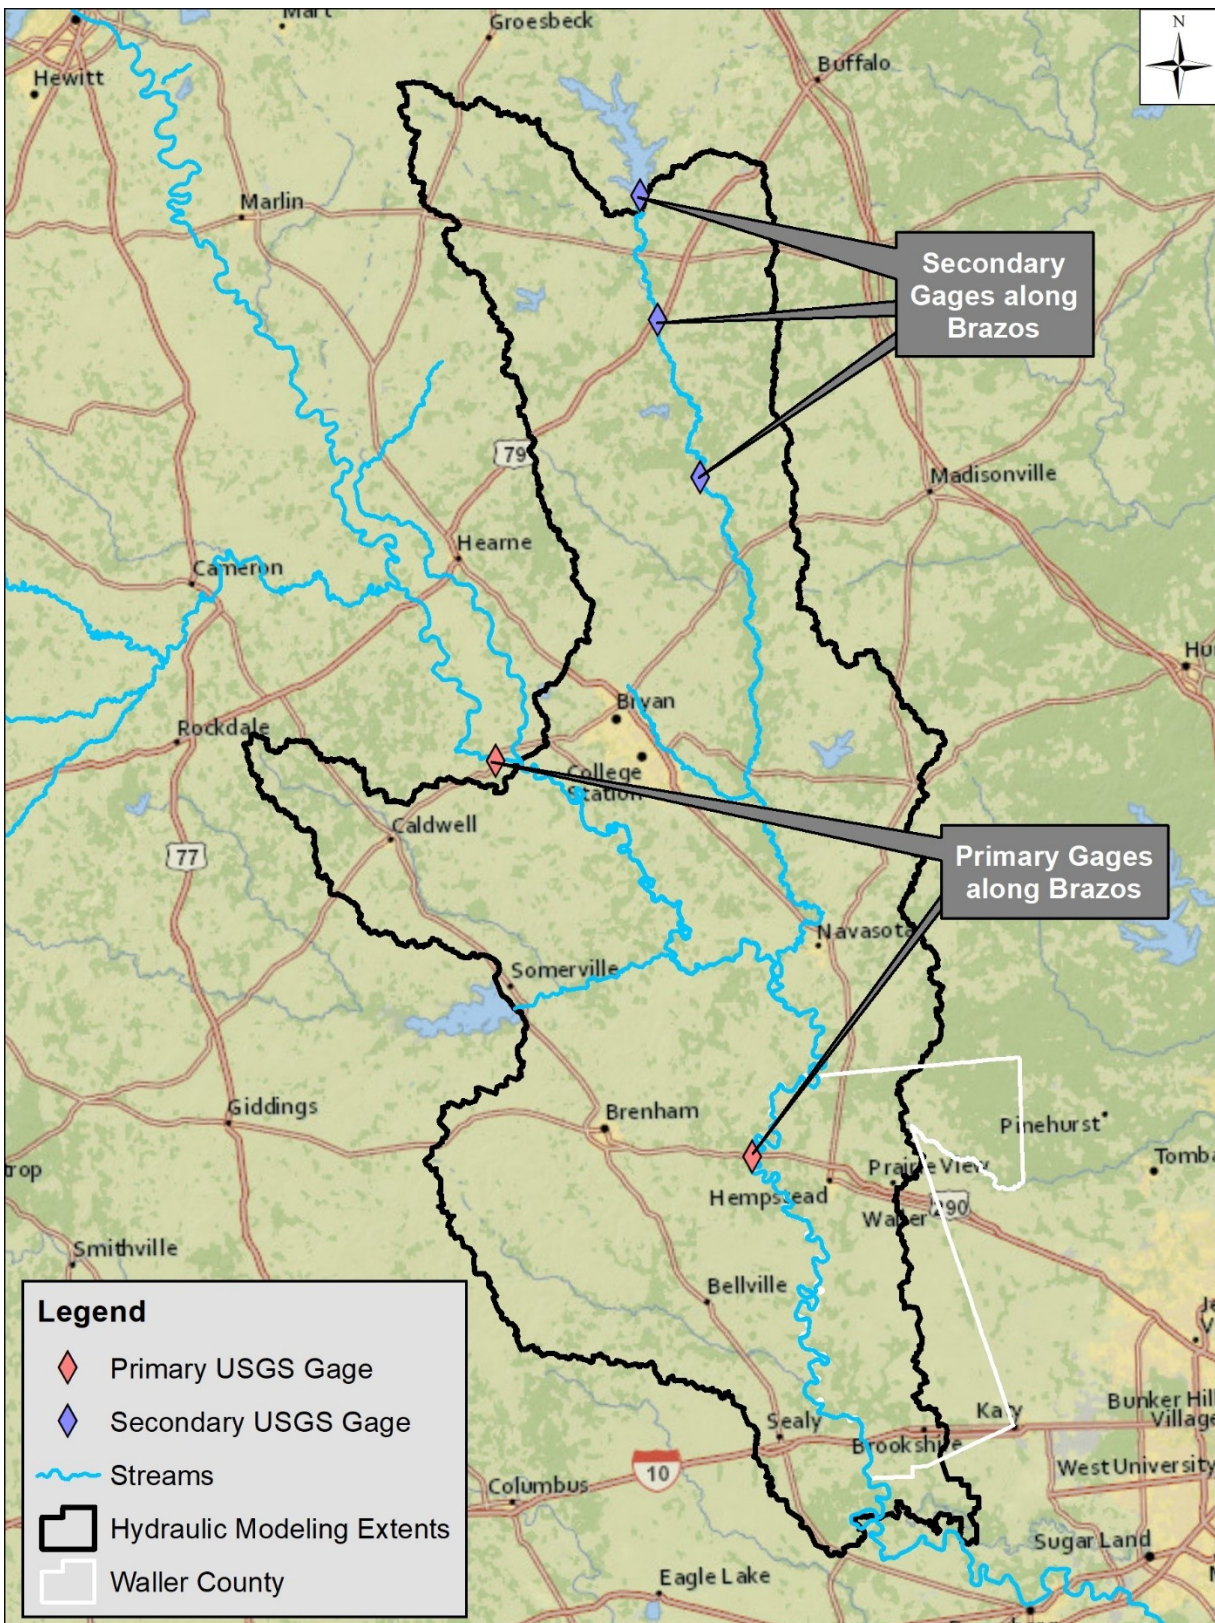 Mart
Groesbeck
N
Hewitt
Buffalo
Marlin
Secondary
Gages along
Brazos
79
Madisonville
Hearne
Cameron
Bryan
Rockdale
College
Station
Caldwell
77
Primary Gages
along Brazos
Navasota
Somerville
Giddings
Brenham
Pinehurst
Tomba
trop
Prairie View
Hempstead
290
Waller
Smithville
Bellville
Legend
Primary USGS Gage
Secondary USGS Gage
Streams
Hydraulic Modeling Extents
Waller County
Sealy
Katy
Brookshire
Bunker Hill
Village
10
West University
Columbus
Sugar Land
Eagle Lake